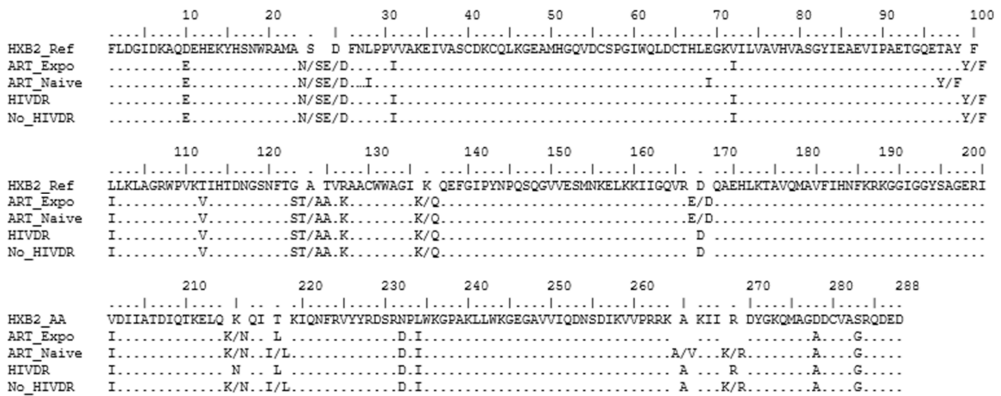 10 20 30 40 50 60 70 80 90 100
HXB2_Ref FLDGIDKAQDEHEKYHSNWRAMA S D FNLPPVVAKEIVASCDKCQLKGEAMHGQVDCSPGIWQLDCTHLEGKVILVAVHVASGYIEAEVIPAETGQETAY F
ART_Expo .........E.............N/SE/D.....I........................................I...........................Y/F
ART_Naive .........E.............N/SE/D....I........................................I...........................Y/F
HIVDR .........E.............N/SE/D.....I........................................I...........................Y/F
No_HIVDR .........E.............N/SE/D.....I........................................I...........................Y/F
110 120 130 140 150 160 170 180 190 200
HXB2_Ref LLKLAGRWPVKTIHTDNGSNFTG A TVRAACWWAGI K QEFGIPYNPQSQGVVESMNKELKKIIGQVR D QAEHLKTAVQMAVFIHNFKRKGGIGGYSAGERI
ART_Expo I..........V..........ST/AA.K........K/Q..............................E/D.................................
ART_Naive I..........V..........ST/AA.K........K/Q..............................E/D.................................
HIVDR I..........V..........ST/AA.K........K/Q...............................D..................................
No_HIVDR I..........V..........ST/AA.K........K/Q...............................D..................................
210 220 230 240 250 260 270 280 288
HXB2_AA VDIIATDIQTKELQ K QI T KIQNFRVYYRDSRNPLWKGPAKLLWKGEGAVVIQDNSDIKVVPRRK A KII R DYGKQMAGDDCVASRQDED
ART_Expo I.............K/N...L..............D.I................................................A....G.....
ART_Naive I.............K/N..I/L.............D.I..............................A/V...K/R........A....G.....
HIVDR I..............N....L..............D.I...............................A.....R.........A....G.....
No_HIVDR I.............K/N..I/L.............D.I...............................A....K/R........A....G.....